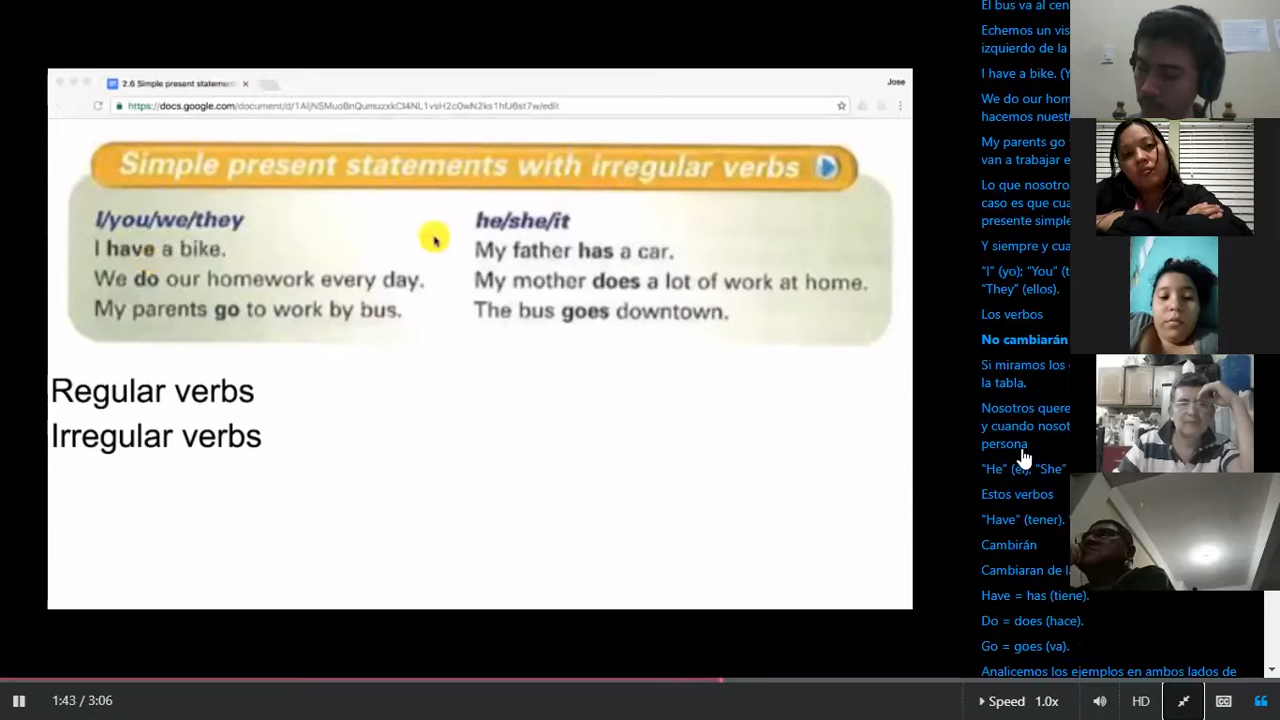 2.6 Simple present statemen
Jose
Simple present statements with irregular verbs
I/you/we/they
I have a bike.
We do our homework every day.
My parents go to work by bus.
he/she/it
My father has a car.
My mother does a lot of work at home.
The bus goes downtown.
Regular verbs
Irregular verbs
El bus va al cen
Echemos un vis
izquierdo de la
I have a bike. (Y
We do our hom
hacemos nuest
My parents go
van a trabajar e
Lo que nosotro
caso es que cua
presente simple
Y siempre y cua
"I" (yo); "You" (t
"They" (ellos).
Los verbos
No cambiarán
Si miramos los
la tabla.
Nosotros quere
y cuando nosot
persona
"He" (él); "She"
Estos verbos
"Have" (tener).
Cambirán
Cambiaran de l
Have = has (tiene).
Do = does (hace).
Go = goes (va).
Analicemos los ejemplos en ambos lados de
1:43 / 3:06
Speed 1.0x
HD
CC